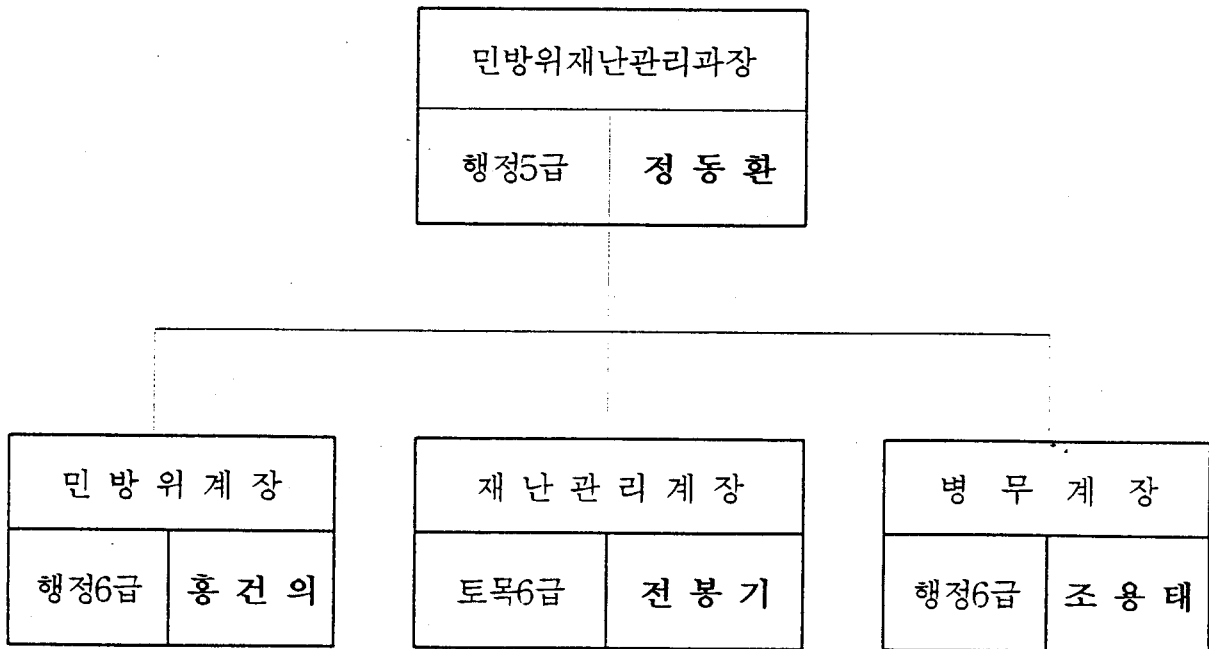 민방위재난관리과장
행정5급 정 동 환
민 방 위 계 장
행정6급 홍 건 의
재 난 관 리 계 장
토목6급 전 봉 기
병 무 계 장
행정6급 조 용 태